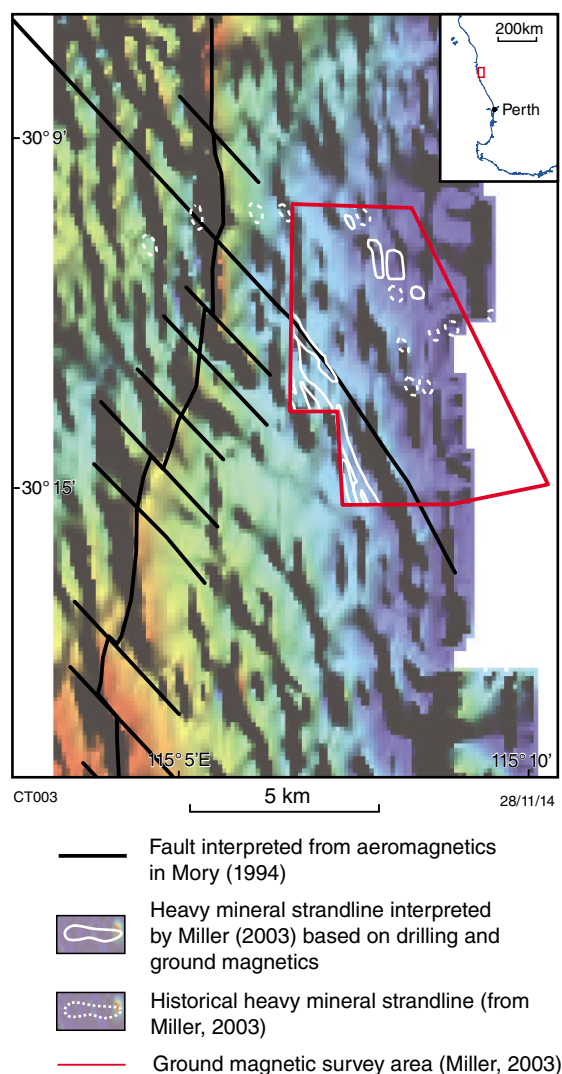 200km
Perth
30° 9'
30° 15'
115° 5'E
115° 10'
CT003
5 km
28/11/14
Fault interpreted from aeromagnetics
in Mory (1994)
Heavy mineral strandline interpreted
by Miller (2003) based on drilling and
ground magnetics
Historical heavy mineral strandline (from
Miller, 2003)
Ground magnetic survey area (Miller, 2003)